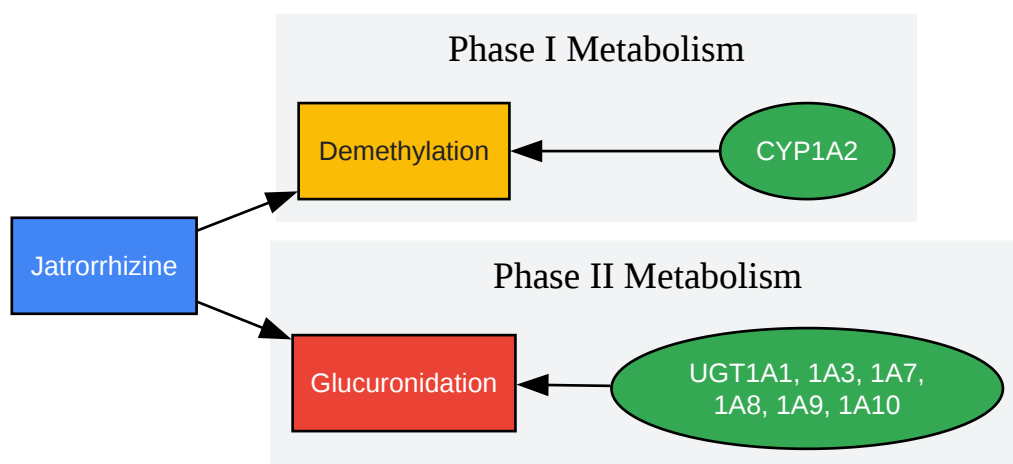 Phase I Metabolism
Demethylation
CYP1A2
Jatrorrhizine
Phase II Metabolism
Glucuronidation
UGT1A1, 1A3, 1A7,
1A8, 1A9, 1A10